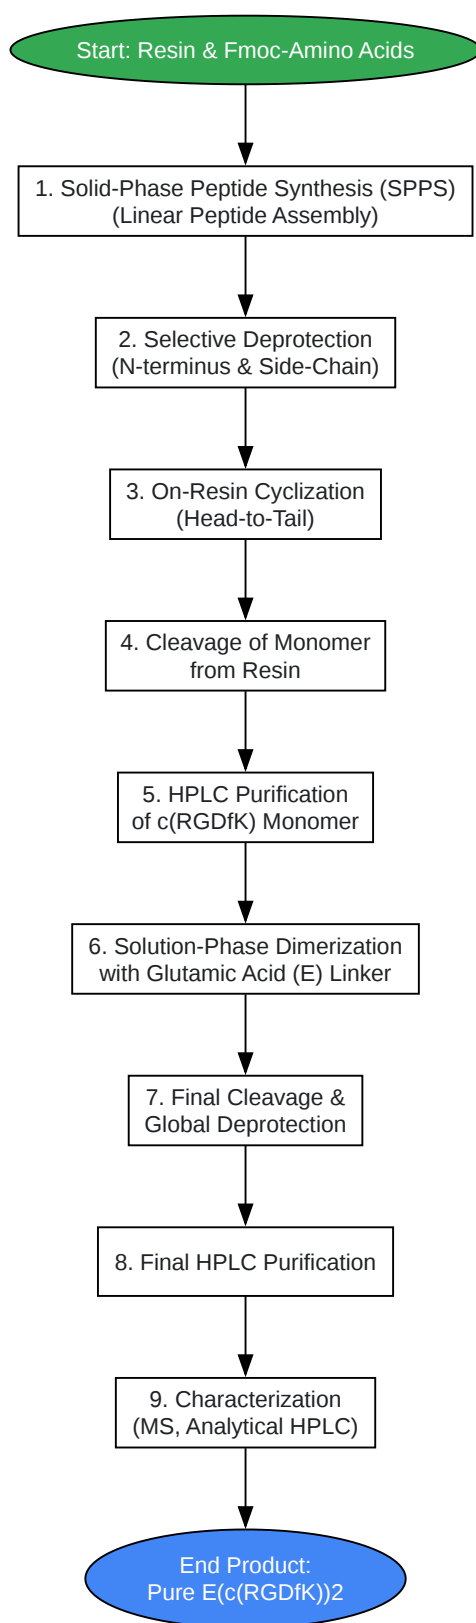 Start: Resin & Fmoc-Amino Acids
1. Solid-Phase Peptide Synthesis (SPPS)
(Linear Peptide Assembly)
2. Selective Deprotection
(N-terminus & Side-Chain)
3. On-Resin Cyclization
(Head-to-Tail)
4. Cleavage of Monomer
from Resin
5. HPLC Purification
of c(RGDfK) Monomer
6. Solution-Phase Dimerization
with Glutamic Acid (E) Linker
7. Final Cleavage &
Global Deprotection
8. Final HPLC Purification
9. Characterization
(MS, Analytical HPLC)
End Product:
Pure E(c(RGDfK))2